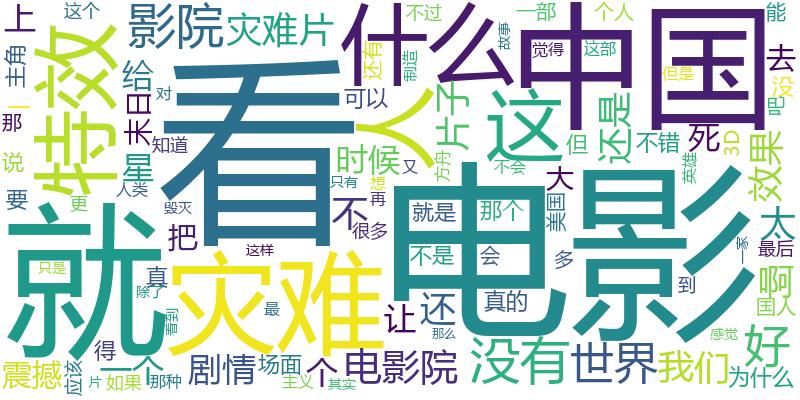 上
这个
影院
灾难片
什么
不过
一部
个人
能
中国
主角
特效
给
看
人
还有
制造
故事
觉得
这部
但是
去
没
吧
那
一
末日
对
可以
片子
这
还是
不错
死
3D
效果
说
星
知道
时候
又
方舟
但
不会
英雄
要
更
人类
毁灭
只有
想
再
大
美国
太
就
把
不
很多
就是
那个
电影
最后
一家
只是
这样
灾难
不是
会
多
到
啊
国人
真
除了
看到
最
让
还
真的
那么
感觉
好
震撼
得
应该
一个
片
如果
那种
剧情
场面
主义
个
其实
电影院
没有
世界
我们
为什么